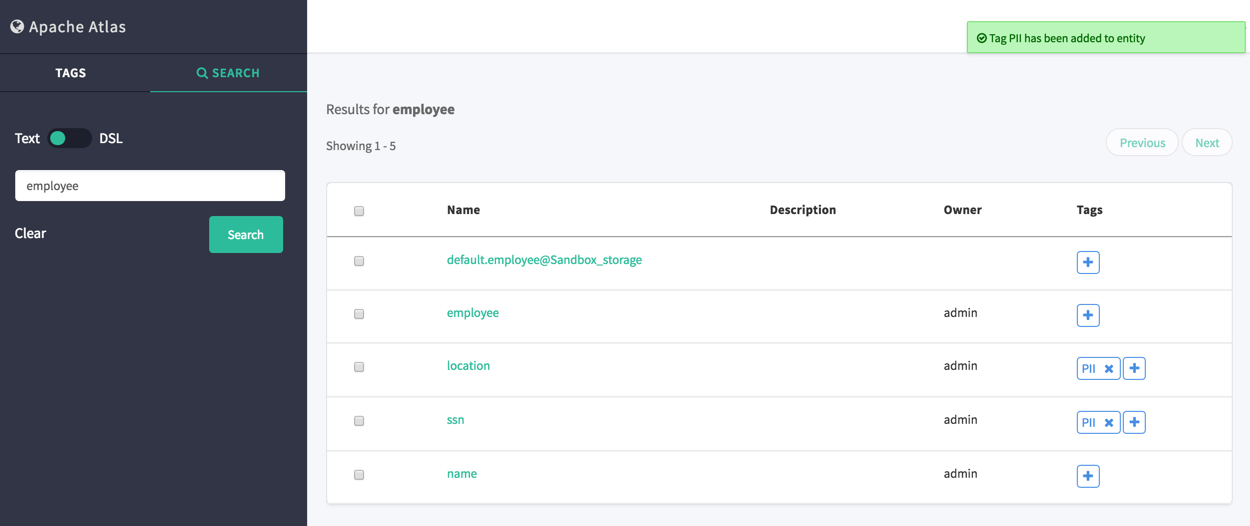 Apache Atlas
Tag PII has been added to entity
TAGS
SEARCH
Results for employee
Text DSL
Showing 1 - 5
Previous Next
employee
Clear
Search
Name Description Owner Tags
default.employee@Sandbox_storage
employee admin
location admin PII
ssn admin PII
name admin